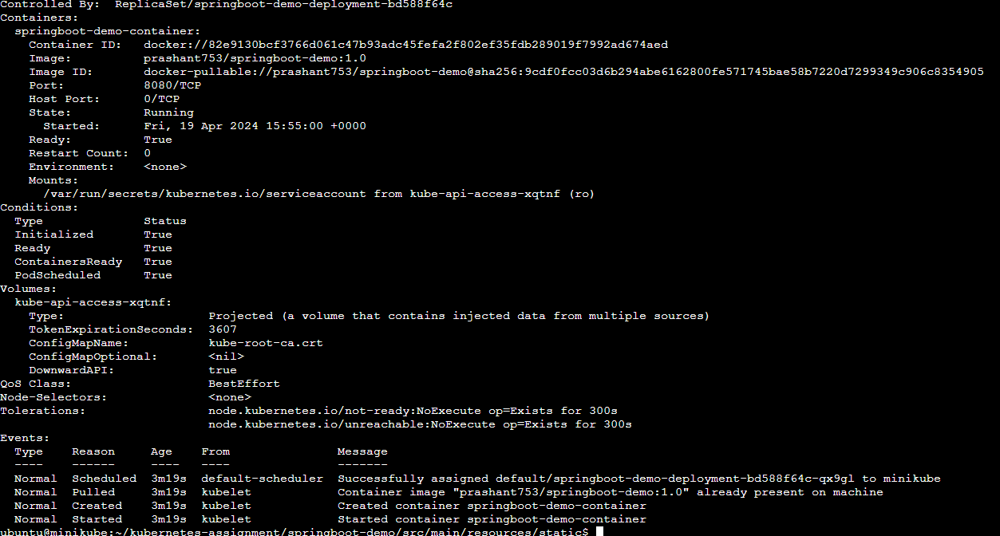 Controlled By:  ReplicaSet/springboot-demo-deployment-bd588f64c
Containers:
  springboot-demo-container:
    Container ID:   docker://82e9130bcf3766d061c47b93adc45fefa2f802ef35fdb289019f7992ad674aed
    Image:          prashant753/springboot-demo:1.0
    Image ID:       docker-pullable://prashant753/springboot-demo@sha256:9cdf0fcc03d6b294abe6162800fe571745bae58b7220d7299349c906c8354905
    Port:           8080/TCP
    Host Port:      0/TCP
    State:          Running
      Started:      Fri, 19 Apr 2024 15:55:00 +0000
    Ready:          True
    Restart Count:  0
    Environment:    <none>
    Mounts:
      /var/run/secrets/kubernetes.io/serviceaccount from kube-api-access-xqtnf (ro)
Conditions:
  Type              Status
  Initialized       True
  Ready             True
  ContainersReady   True
  PodScheduled      True
Volumes:
  kube-api-access-xqtnf:
    Type:                    Projected (a volume that contains injected data from multiple sources)
    TokenExpirationSeconds:  3607
    ConfigMapName:           kube-root-ca.crt
    ConfigMapOptional:       <nil>
    DownwardAPI:             true
QoS Class:                   BestEffort
Node-Selectors:              <none>
Tolerations:                 node.kubernetes.io/not-ready:NoExecute op=Exists for 300s
                             node.kubernetes.io/unreachable:NoExecute op=Exists for 300s
Events:
  Type    Reason     Age    From               Message
  ----    ------     ----   ----               -------
  Normal  Scheduled  3m19s  default-scheduler  Successfully assigned default/springboot-demo-deployment-bd588f64c-qx9gl to minikube
  Normal  Pulled     3m19s  kubelet            Container image "prashant753/springboot-demo:1.0" already present on machine
  Normal  Created    3m19s  kubelet            Created container springboot-demo-container
  Normal  Started    3m19s  kubelet            Started container springboot-demo-container
ubuntu@minikube:~/kubernetes-assignment/springboot-demo/src/main/resources/static$